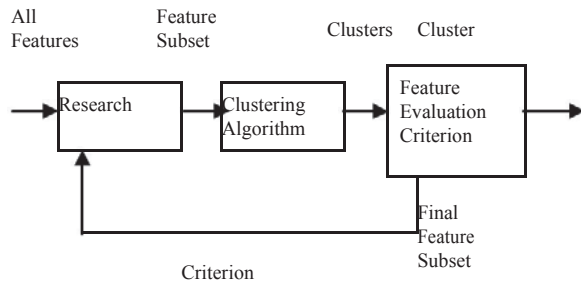 All
Features
Feature
Subset
Clusters
Cluster
Research
Clustering
Algorithm
Feature
Evaluation
Criterion
Final
Feature
Subset
Criterion